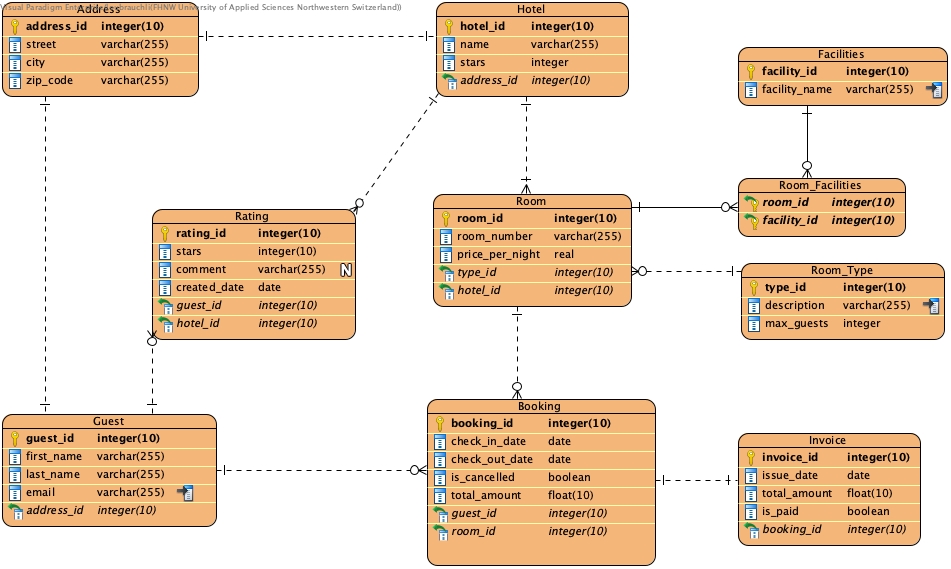 Visual Paradigm
University of Applied Sciences Northwestern Switzerland))
Address
address_id integer(10)
street varchar(255)
city varchar(255)
zip_code varchar(255)
Hotel
hotel_id integer(10)
name varchar(255)
stars integer
address_id integer(10)
Facilities
facility_id integer(10)
facility_name varchar(255)
Room_Facilities
room_id integer(10)
facility_id integer(10)
Rating
rating_id integer(10)
stars integer(10)
comment varchar(255) N
created_date date
guest_id integer(10)
hotel_id integer(10)
Room
room_id integer(10)
room_number varchar(255)
price_per_night real
type_id integer(10)
hotel_id integer(10)
Room_Type
type_id integer(10)
description varchar(255)
max_guests integer
Guest
guest_id integer(10)
first_name varchar(255)
last_name varchar(255)
email varchar(255)
address_id integer(10)
Booking
booking_id integer(10)
check_in_date date
check_out_date date
is_cancelled boolean
total_amount float(10)
guest_id integer(10)
room_id integer(10)
Invoice
invoice_id integer(10)
issue_date date
total_amount float(10)
is_paid boolean
booking_id integer(10)